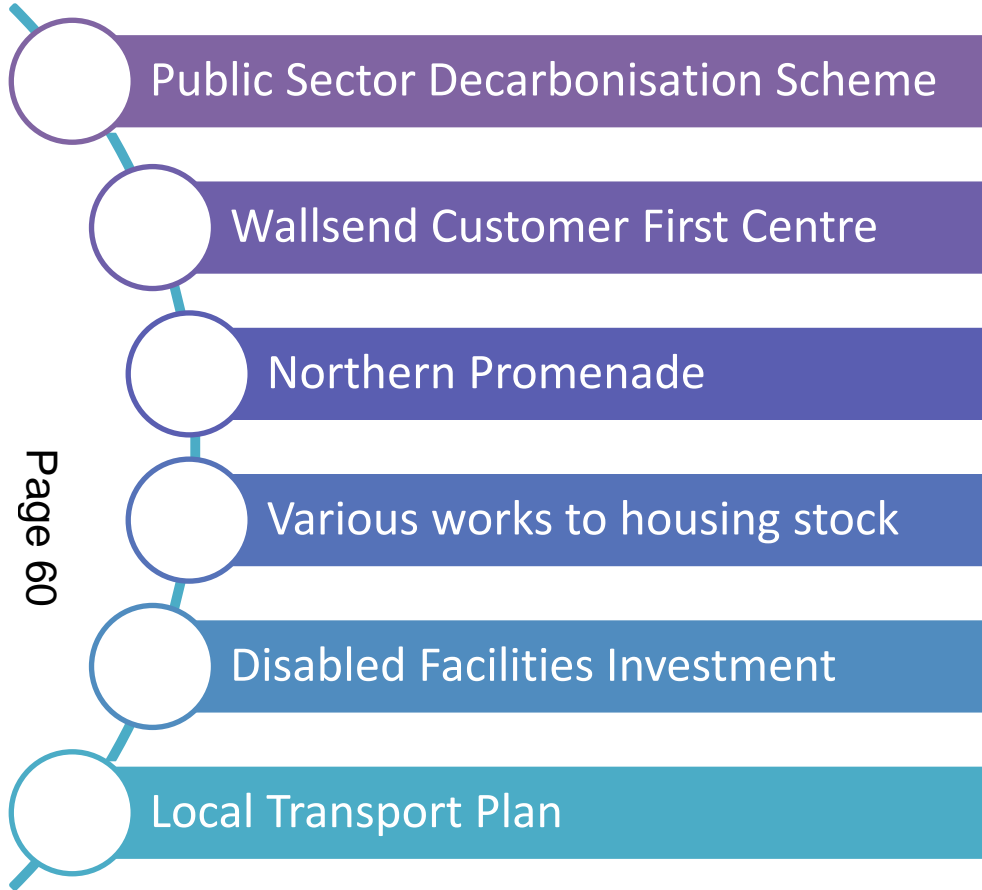 Public Sector Decarbonisation Scheme
Wallsend Customer First Centre
Northern Promenade
Various works to housing stock
Disabled Facilities Investment
Local Transport Plan
Page 60